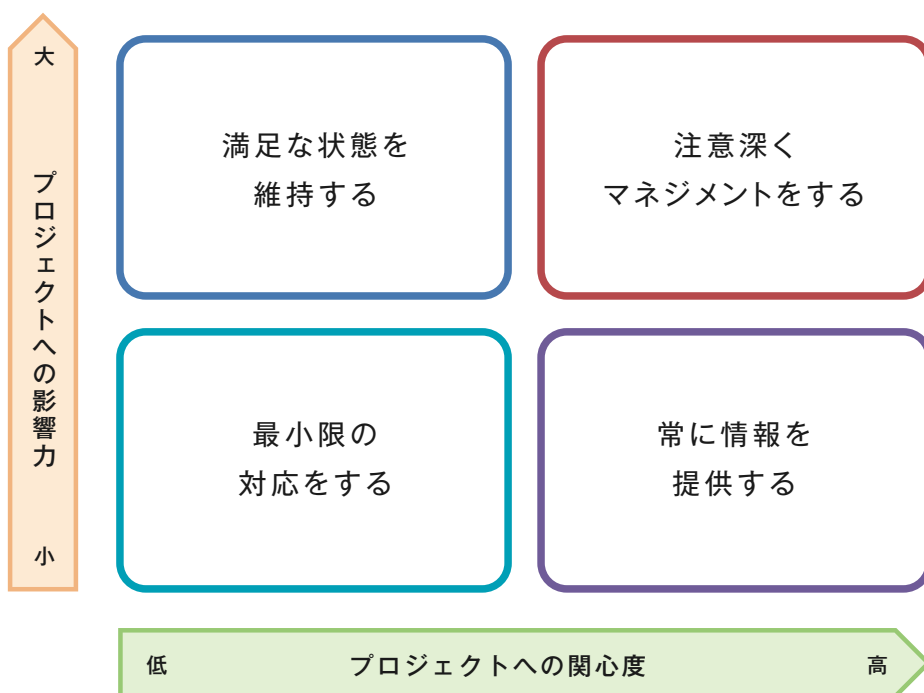 大
プロジェクトへの影響力
小
満足な状態を
維持する
注意深く
マネジメントをする
最小限の
対応をする
常に情報を
提供する
低
プロジェクトへの関心度
高